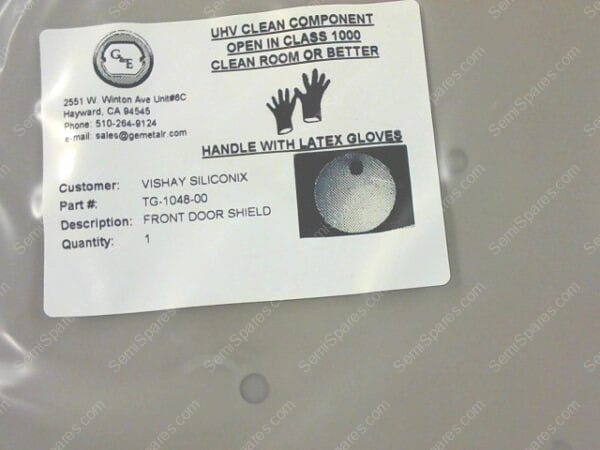 UHV CLEAN COMPONENT
OPEN IN CLASS 1000
CLEAN ROOM OR BETTER
G&E
2551 W. Winton Ave Unit#8C
Hayward, CA 94545
Phone: 510-264-9124
e-mail: sales@gemetalr.com
HANDLE WITH LATEX GLOVES
Customer: VISHAY SILICONIX
Part #: TG-1048-00
Description: FRONT DOOR SHIELD
Quantity: 1
SemiSpares.com